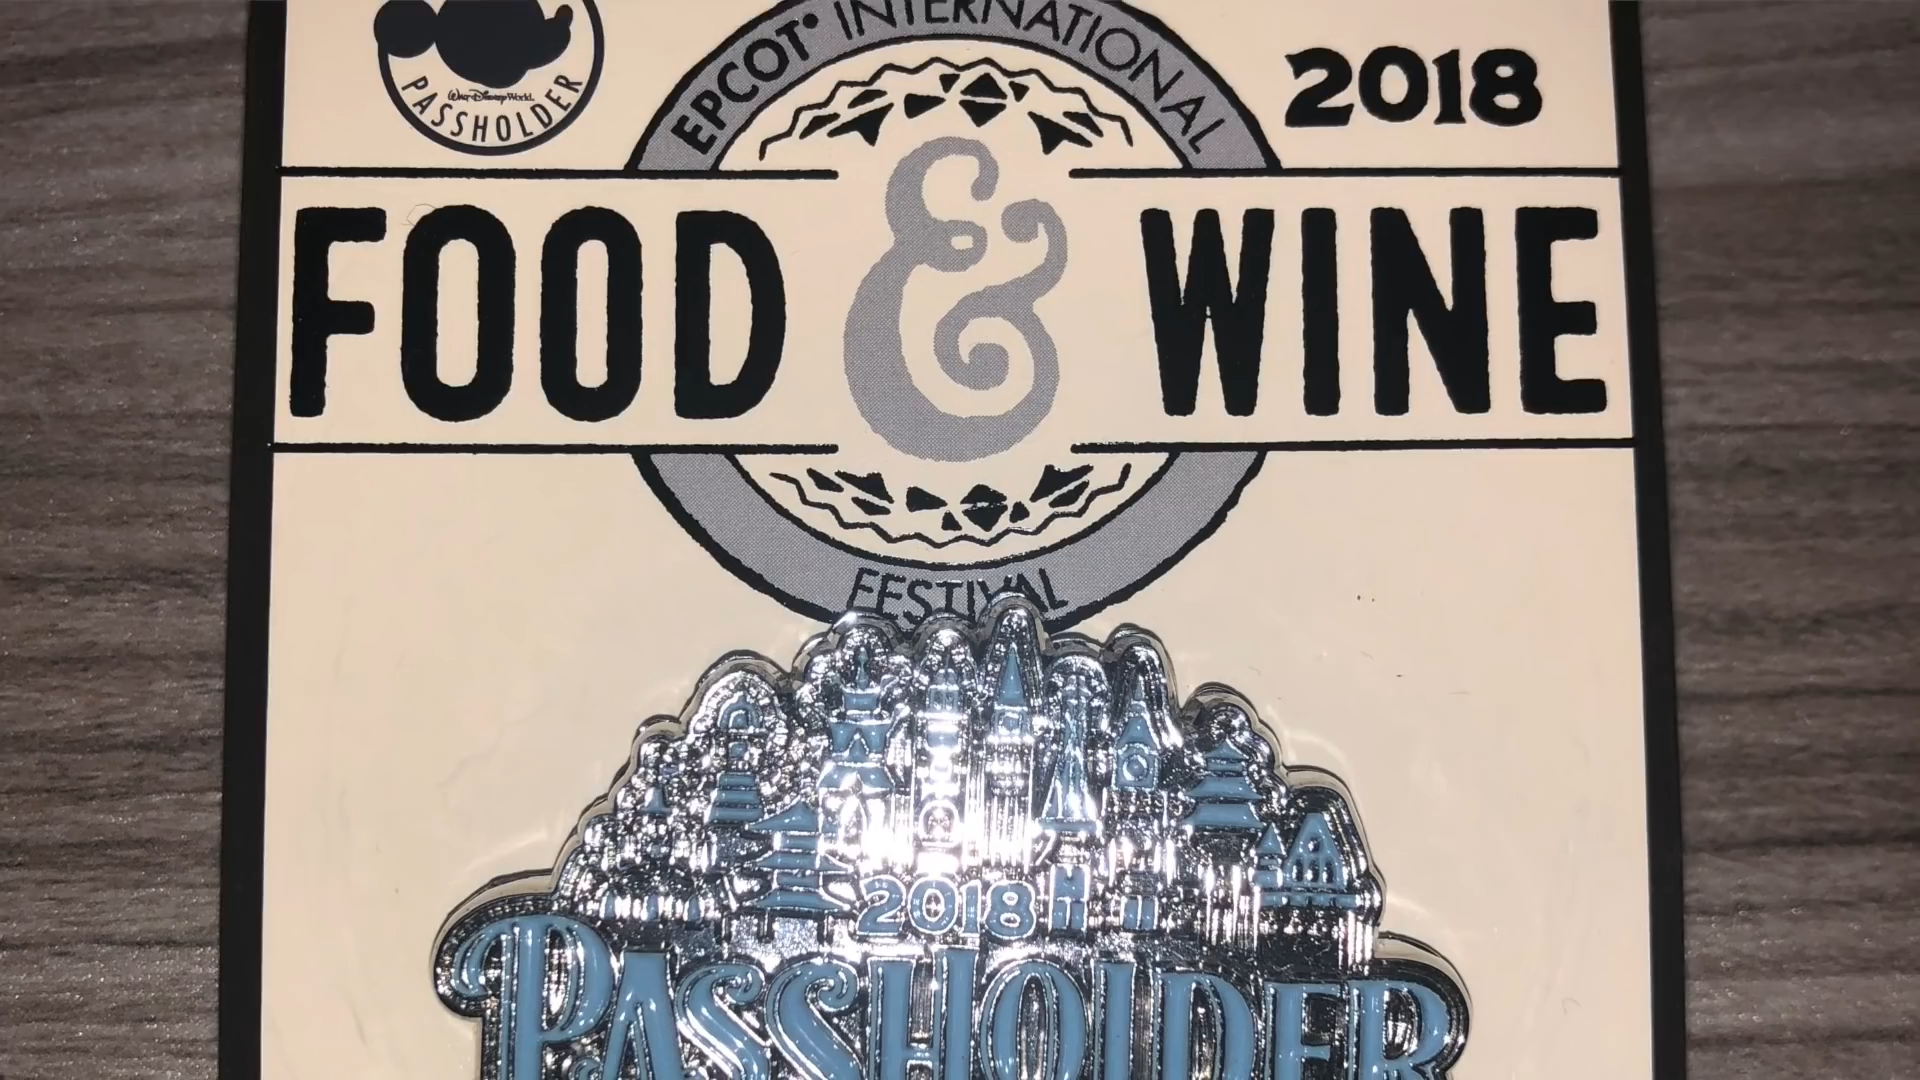 EPCOT® INTERNATIONAL
2018
Walt Disney World.
PASSHOLDER
FOOD & WINE
FESTIVAL
2018
PASSHOLDER